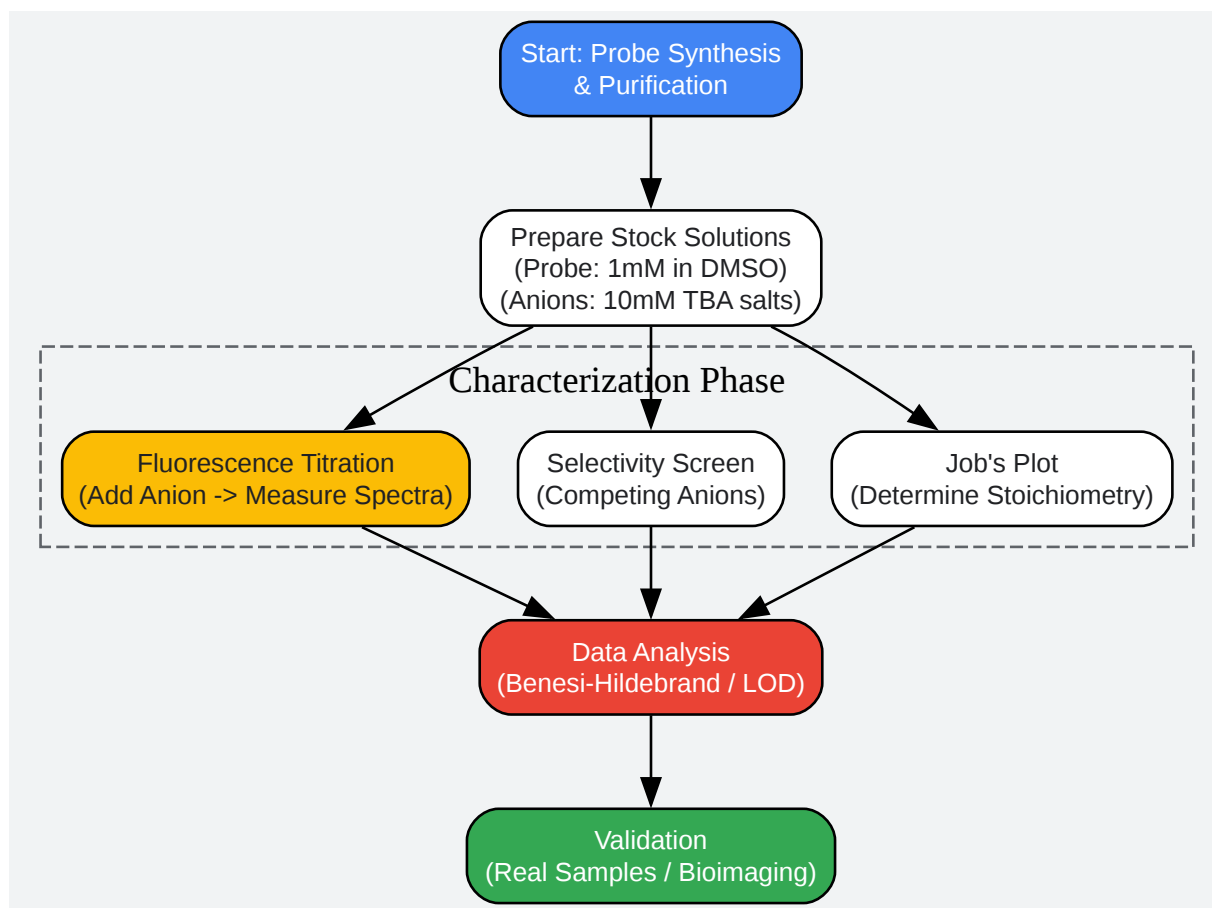 Start: Probe Synthesis
& Purification
Prepare Stock Solutions
(Probe: 1mM in DMSO)
(Anions: 10mM TBA salts)
Characterization Phase
Fluorescence Titration
(Add Anion -> Measure Spectra)
Selectivity Screen
(Competing Anions)
Job's Plot
(Determine Stoichiometry)
Data Analysis
(Benesi-Hildebrand / LOD)
Validation
(Real Samples / Bioimaging)